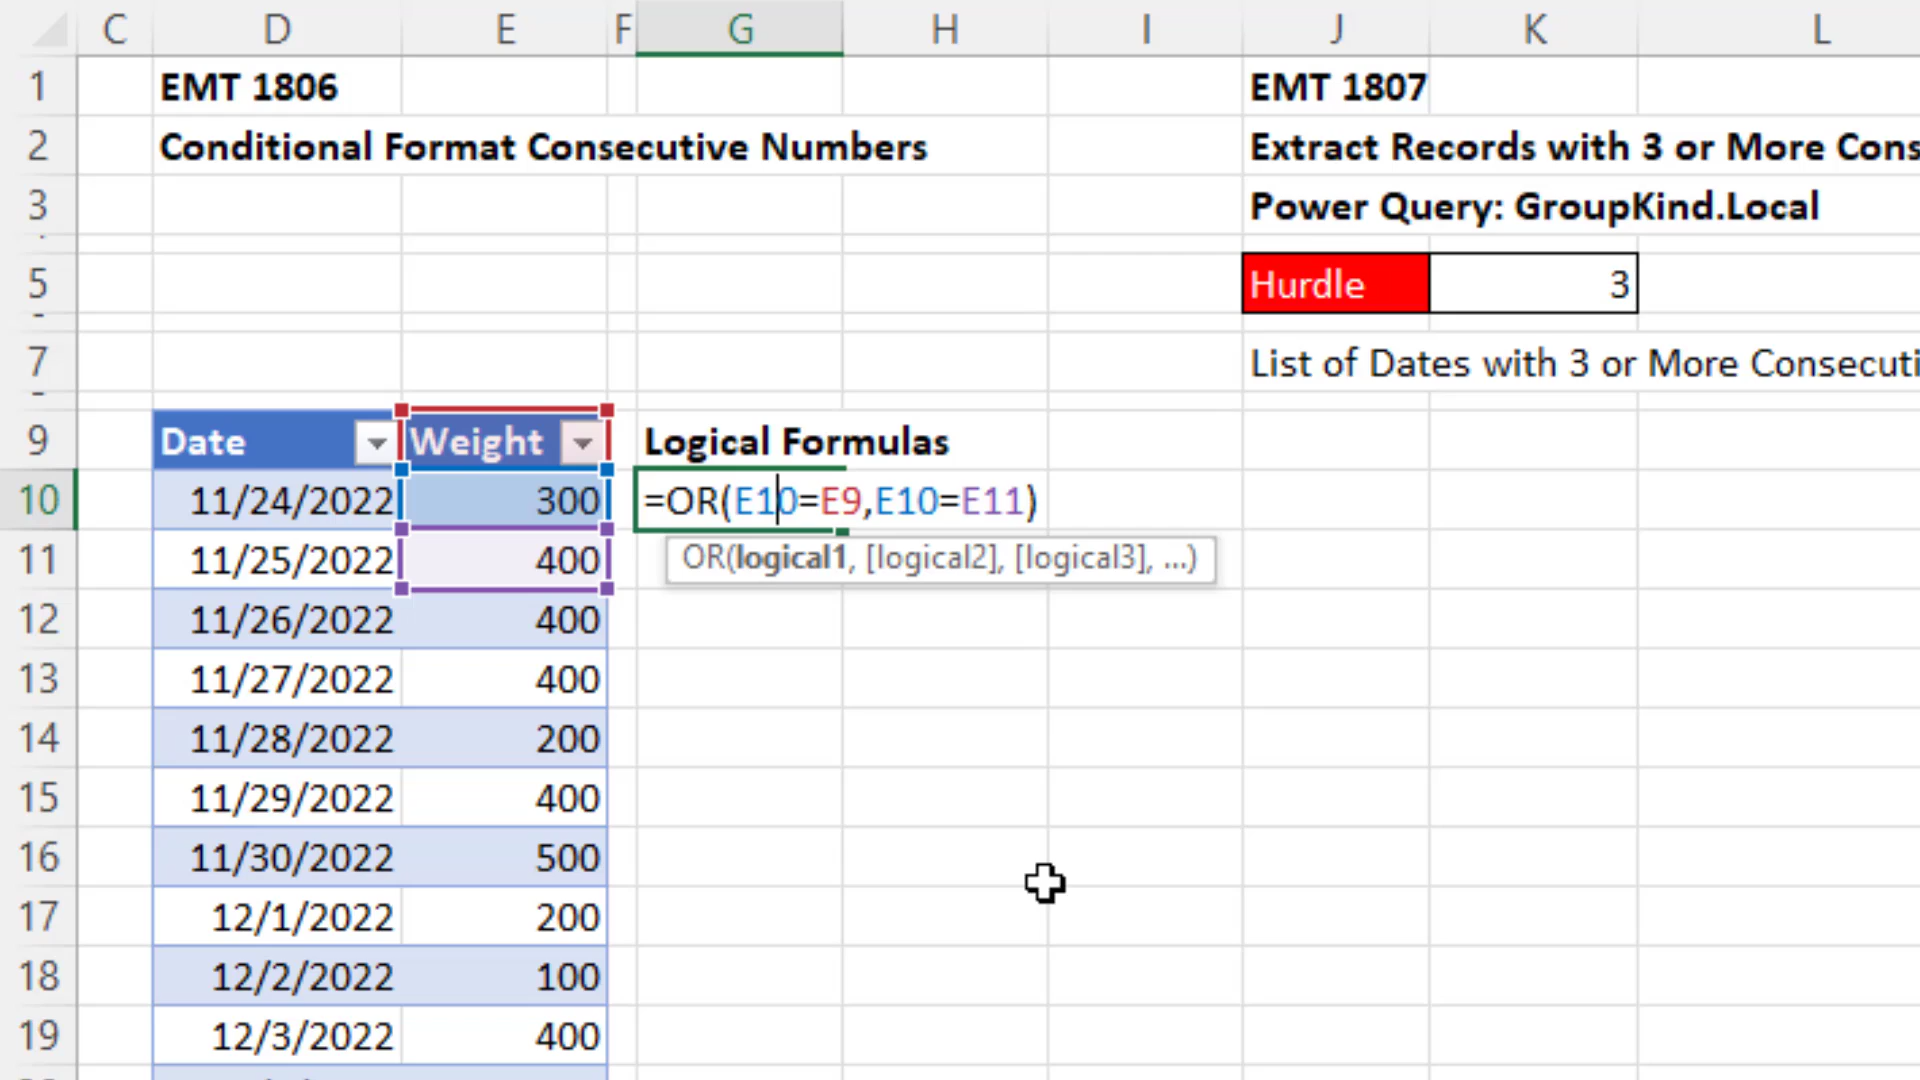 C D E F G H I J K L
1 EMT 1806 EMT 1807
2 Conditional Format Consecutive Numbers Extract Records with 3 or More Cons
3 Power Query: GroupKind.Local
5 Hurdle 3
7 List of Dates with 3 or More Consecuti
9 Date Weight Logical Formulas
10 11/24/2022 300 =OR(E10=E9,E10=E11)
11 11/25/2022 400 OR(logical1, [logical2], [logical3], ...)
12 11/26/2022 400
13 11/27/2022 400
14 11/28/2022 200
15 11/29/2022 400
16 11/30/2022 500
17 12/1/2022 200
18 12/2/2022 100
19 12/3/2022 400